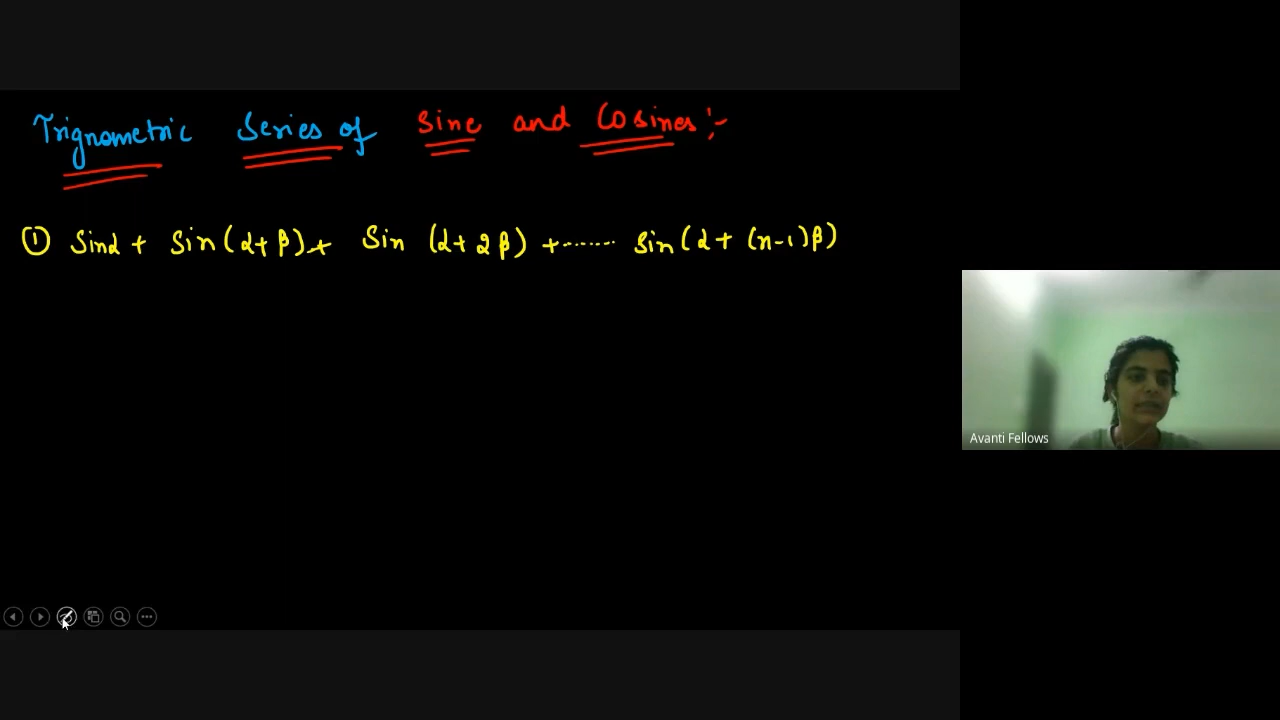 Trignometric Series of Sine and Cosines :-
① Sinα + Sin(α+β) + Sin (α+2β) +....... Sin(α+(n-1)β)
Avanti Fellows